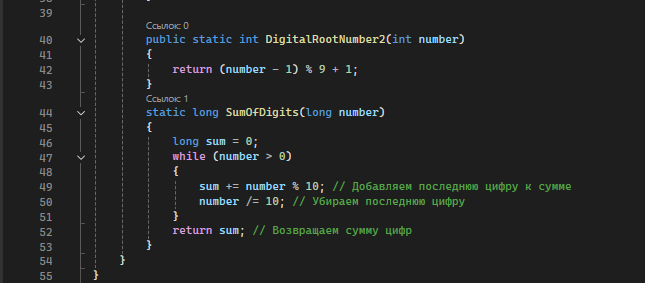 39
Ссылок: 0
40 public static int DigitalRootNumber2(int number)
41 {
42 return (number - 1) % 9 + 1;
43 }
Ссылок: 1
44 static long SumOfDigits(long number)
45 {
46 long sum = 0;
47 while (number > 0)
48 {
49 sum += number % 10; // Добавляем последнюю цифру к сумме
50 number /= 10; // Убираем последнюю цифру
51 }
52 return sum; // Возвращаем сумму цифр
53 }
54 }
55 }